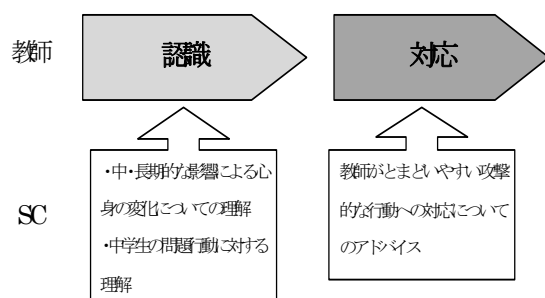 教師
認識
対応
SC
・中・長期的な影響による心
身の変化についての理解
・中学生の問題行動に対する
理解
教師がとまどいやすい攻撃
的な行動への対応について
のアドバイス